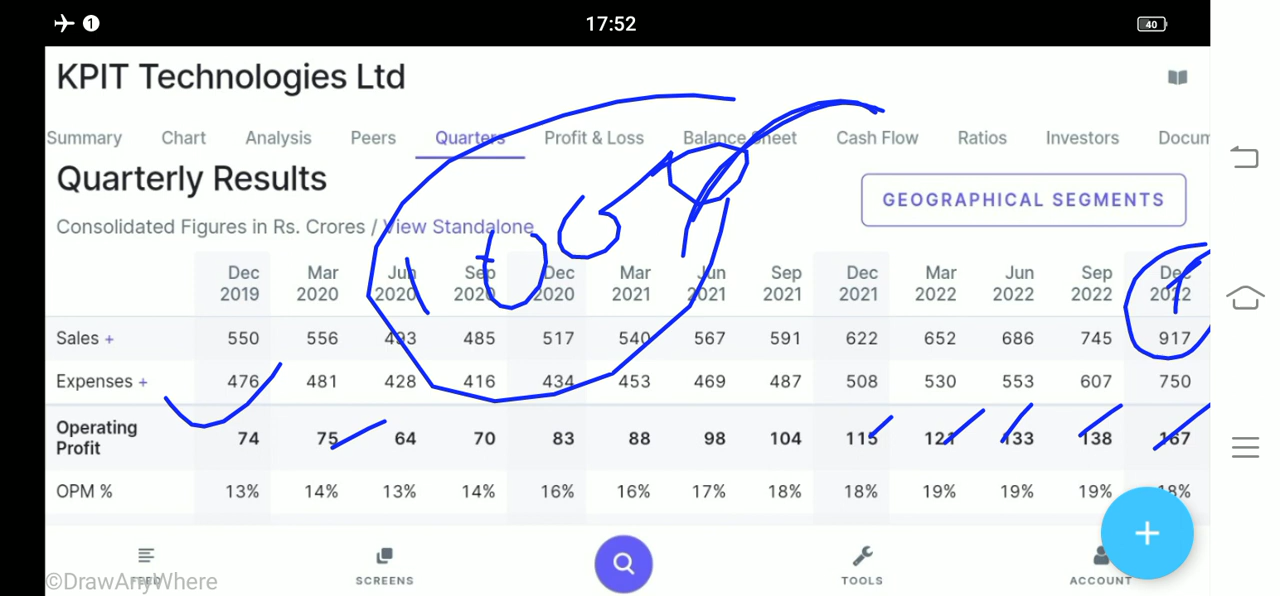 17:52
40
1
KPIT Technologies Ltd
Summary Chart Analysis Peers Quarters Profit & Loss Balance Sheet Cash Flow Ratios Investors Docum
Quarterly Results
GEOGRAPHICAL SEGMENTS
Consolidated Figures in Rs. Crores / View Standalone
Dec 2019 Mar 2020 Jun 2020 Sep 2020 Dec 2020 Mar 2021 Jun 2021 Sep 2021 Dec 2021 Mar 2022 Jun 2022 Sep 2022 Dec 2022
Sales + 550 556 493 485 517 540 567 591 622 652 686 745 917
Expenses + 476 481 428 416 434 453 469 487 508 530 553 607 750
Operating Profit 74 75 64 70 83 88 98 104 115 121 133 138 167
OPM % 13% 14% 13% 14% 16% 16% 17% 18% 18% 19% 19% 19% 18%
FEED SCREENS TOOLS ACCOUNT
©DrawAnyWhere